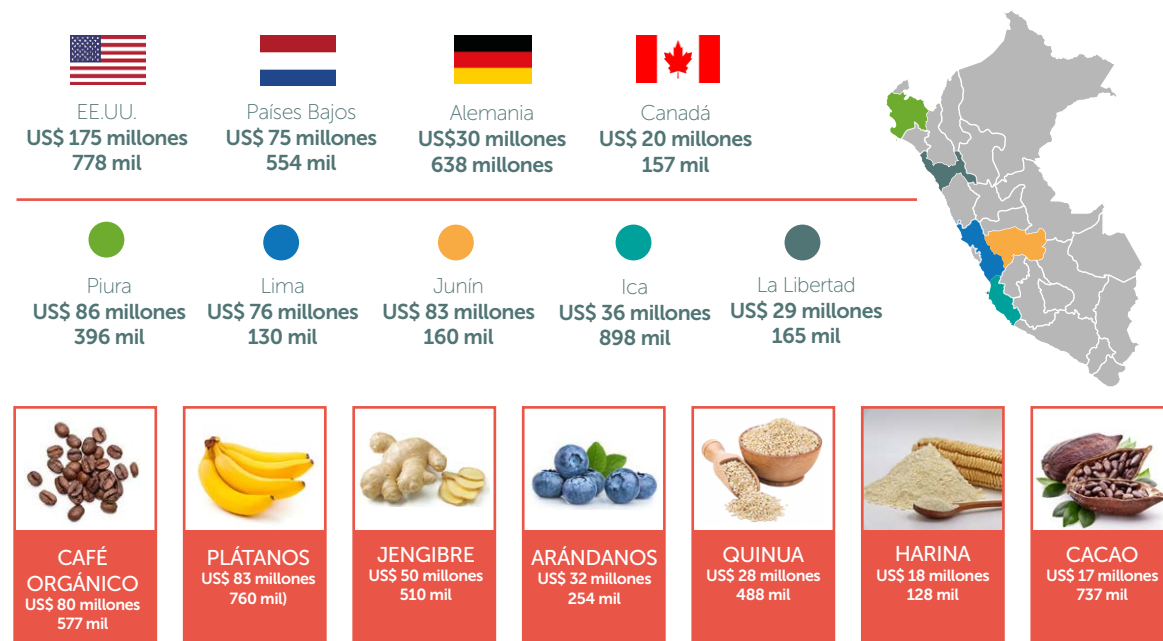 EE.UU.
US$ 175 millones
778 mil
Países Bajos
US$ 75 millones
554 mil
Alemania
US$30 millones
638 millones
Canadá
US$ 20 millones
157 mil
Piura
US$ 86 millones
396 mil
Lima
US$ 76 millones
130 mil
Junín
US$ 83 millones
160 mil
Ica
US$ 36 millones
898 mil
La Libertad
US$ 29 millones
165 mil
CAFÉ
ORGÁNICO
US$ 80 millones
577 mil
PLÁTANOS
US$ 83 millones
760 mil)
JENGIBRE
US$ 50 millones
510 mil
ARÁNDANOS
US$ 32 millones
254 mil
QUINUA
US$ 28 millones
488 mil
HARINA
US$ 18 millones
128 mil
CACAO
US$ 17 millones
737 mil